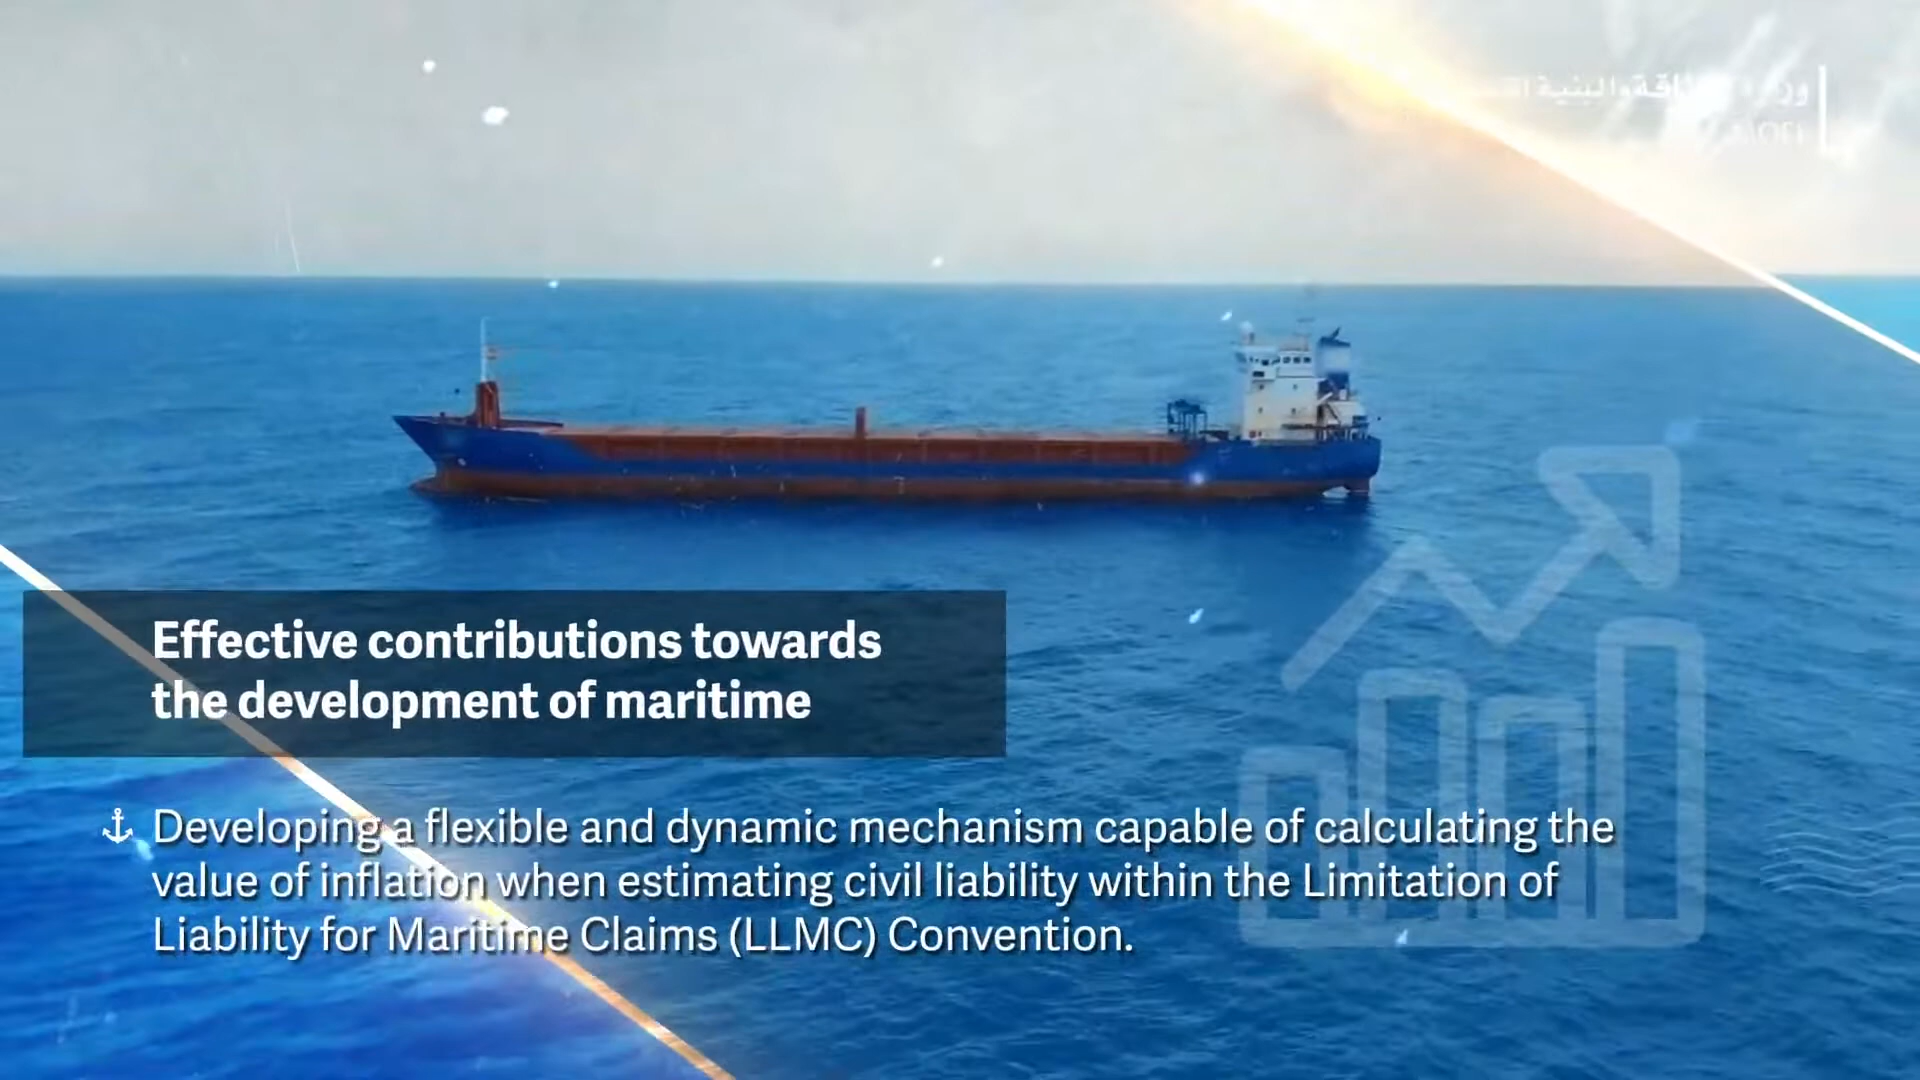 Effective contributions towards
the development of maritime
Developing a flexible and dynamic mechanism capable of calculating the
value of inflation when estimating civil liability within the Limitation of
Liability for Maritime Claims (LLMC) Convention.